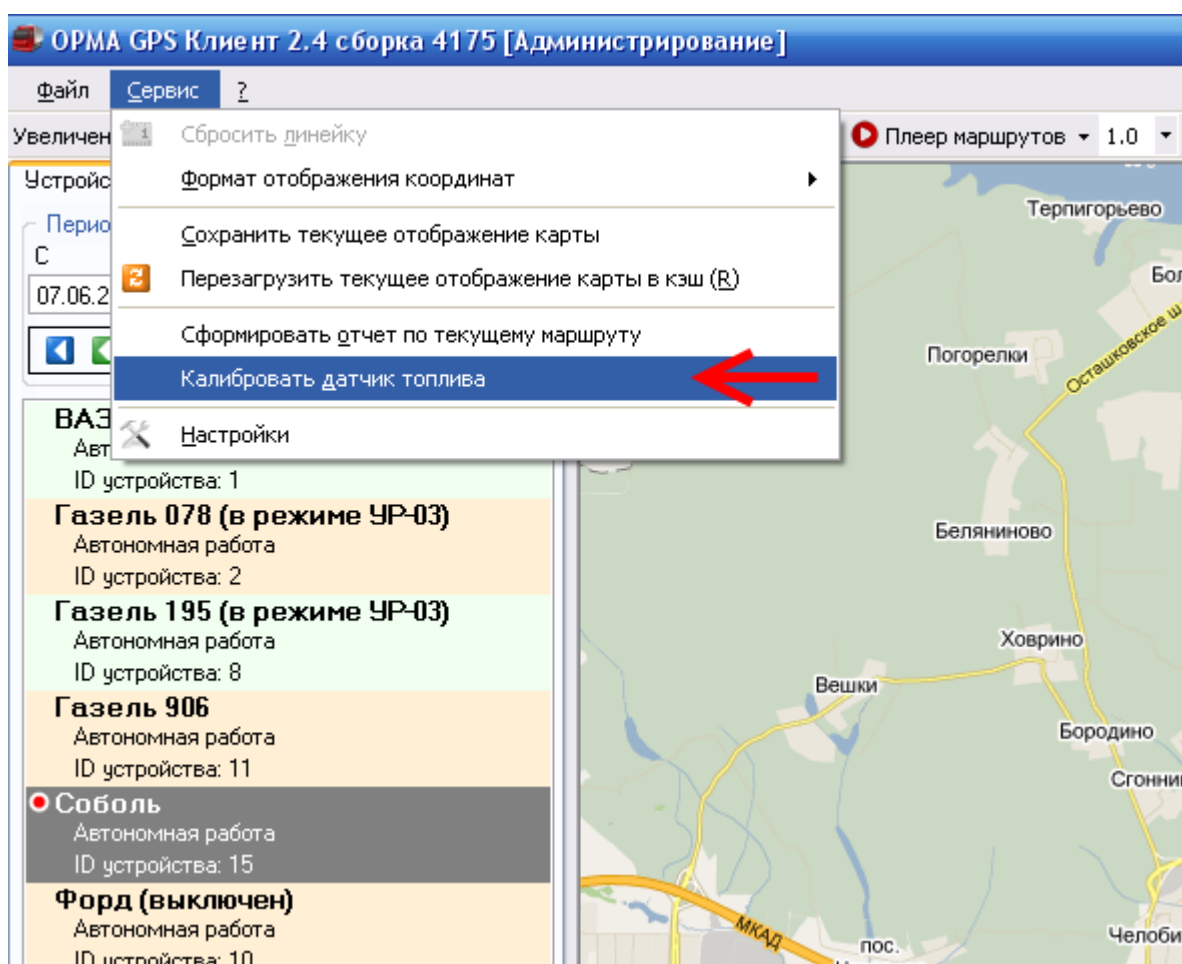 ОРМА GPS Клиент 2.4 сборка 4175 [Администрирование]
Файл Сервис ?
Увеличен Плеер маршрутов 1.0
Сбросить линейку
Формат отображения координат
Сохранить текущее отображение карты
Перезагрузить текущее отображение карты в кэш (R)
Сформировать отчет по текущему маршруту
Калибровать датчик топлива
Настройки
Устройс
Перио
С
07.06.2
ВАЗ
Авт
ID устройства: 1
Газель 078 (в режиме УР-03)
Автономная работа
ID устройства: 2
Газель 195 (в режиме УР-03)
Автономная работа
ID устройства: 8
Газель 906
Автономная работа
ID устройства: 11
Соболь
Автономная работа
ID устройства: 15
Форд (выключен)
Автономная работа
ID устройства: 10
Терпигорьево
Бол
Осташковское ш
Погорелки
Беляниново
Ховрино
Вешки
Бородино
Сгонни
МКАД
пос.
Челоби